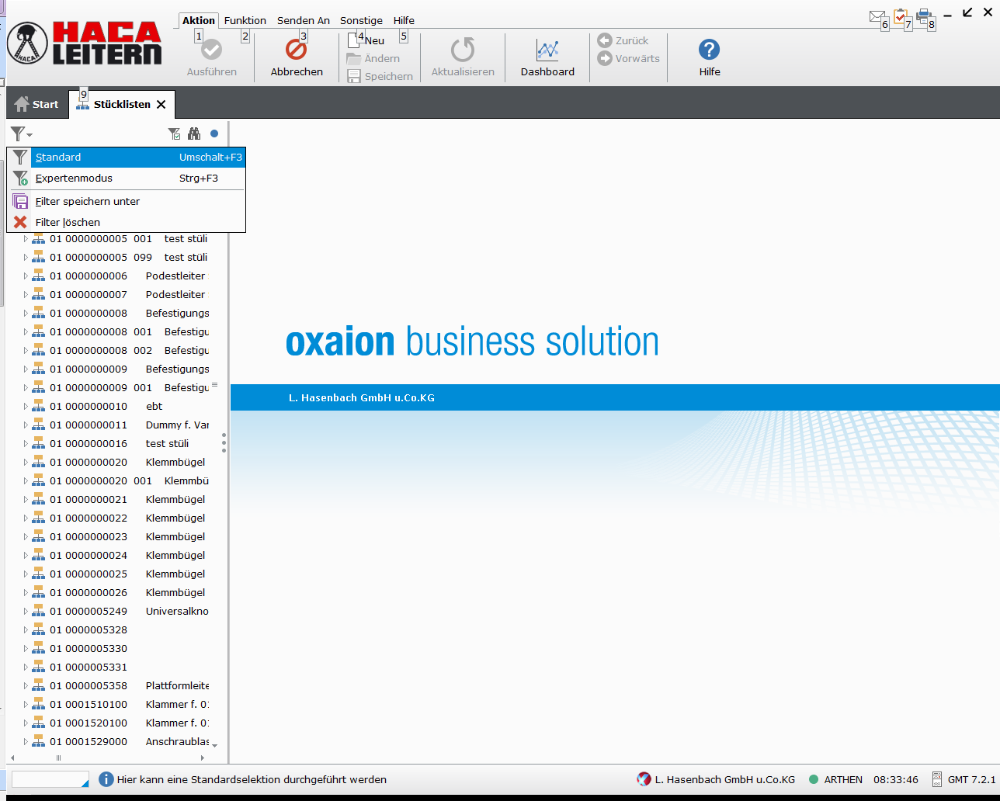 HACA
LEITERN
HACA
Aktion Funktion Senden An Sonstige Hilfe
1 2 3 4 5 6 7 8
Ausführen
Abbrechen
Neu
Ändern
Speichern
Aktualisieren
Dashboard
Zurück
Vorwärts
Hilfe
Start
9
Stücklisten
Standard Umschalt+F3
Expertenmodus Strg+F3
Filter speichern unter
Filter löschen
01 0000000005 001 test stüli
01 0000000005 099 test stüli
01 0000000006 Podestleiter
01 0000000007 Podestleiter
01 0000000008 Befestigungs
01 0000000008 001 Befestigu
01 0000000008 002 Befestigu
01 0000000009 Befestigungs
01 0000000009 001 Befestigu
01 0000000010 ebt
01 0000000011 Dummy f. Var
01 0000000016 test stüli
01 0000000020 Klemmbügel
01 0000000020 001 Klemmbü
01 0000000021 Klemmbügel
01 0000000022 Klemmbügel
01 0000000023 Klemmbügel
01 0000000024 Klemmbügel
01 0000000025 Klemmbügel
01 0000000026 Klemmbügel
01 0000005249 Universalkno
01 0000005328
01 0000005330
01 0000005331
01 0000005358 Plattformleite
01 0001510100 Klammer f. 01
01 0001520100 Klammer f. 01
01 0001529000 Anschraublas
oxaion business solution
L. Hasenbach GmbH u.Co.KG
Hier kann eine Standardselektion durchgeführt werden
L. Hasenbach GmbH u.Co.KG ARTHEN 08:33:46 GMT 7.2.1